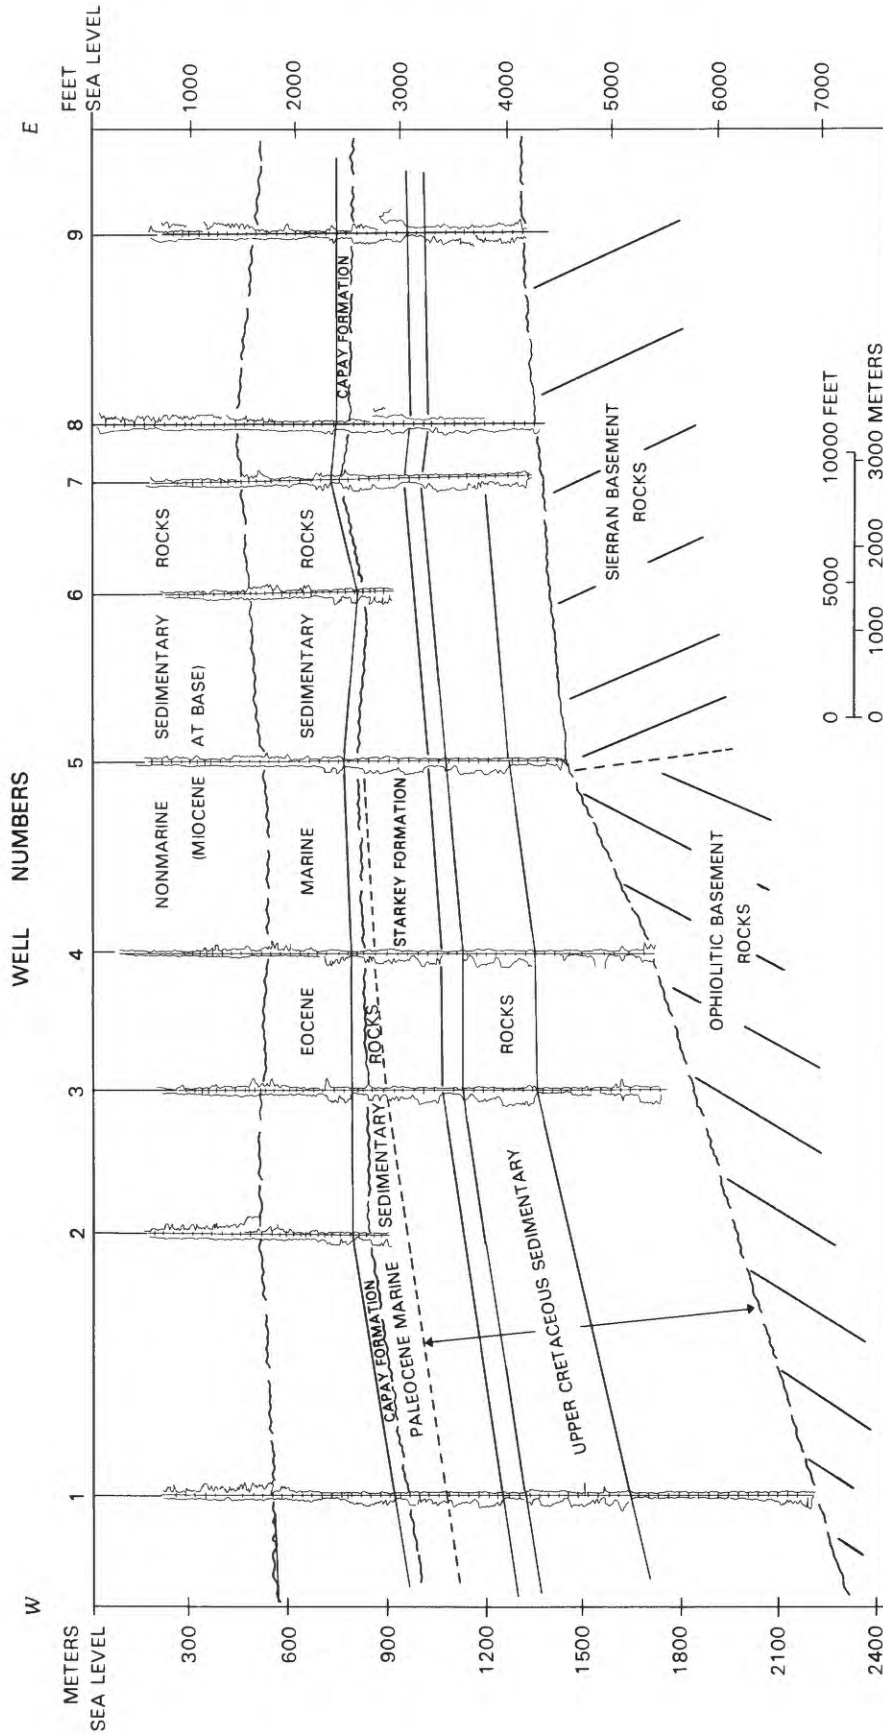 WELL NUMBERS
W
E
1
2
3
4
5
6
7
8
9
METERS
SEA LEVEL
300
600
900
1200
1500
1800
2100
2400
FEET
SEA LEVEL
1000
2000
3000
4000
5000
6000
7000
NONMARINE SEDIMENTARY ROCKS
(MIOCENE AT BASE)
EOCENE MARINE SEDIMENTARY ROCKS
CAPAY FORMATION
CAPAY FORMATION
PALEOCENE MARINE SEDIMENTARY ROCKS
STARKEY FORMATION
UPPER CRETACEOUS SEDIMENTARY ROCKS
OPHIOLITIC BASEMENT
ROCKS
SIERRAN BASEMENT
ROCKS
0 5000 10000 FEET
0 1000 2000 3000 METERS